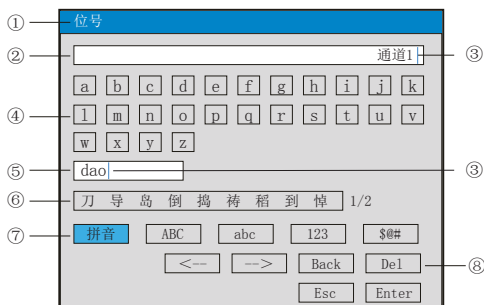 ① 位号
② 通道1 ③
a b c d e f g h i j k
④ l m n o p q r s t u v
w x y z
⑤ dao ③
⑥ 刀 导 岛 倒 捣 祷 稻 到 悼 1/2
⑦ 拼音 ABC abc 123 $@#
<-- --> Back Del ⑧
Esc Enter